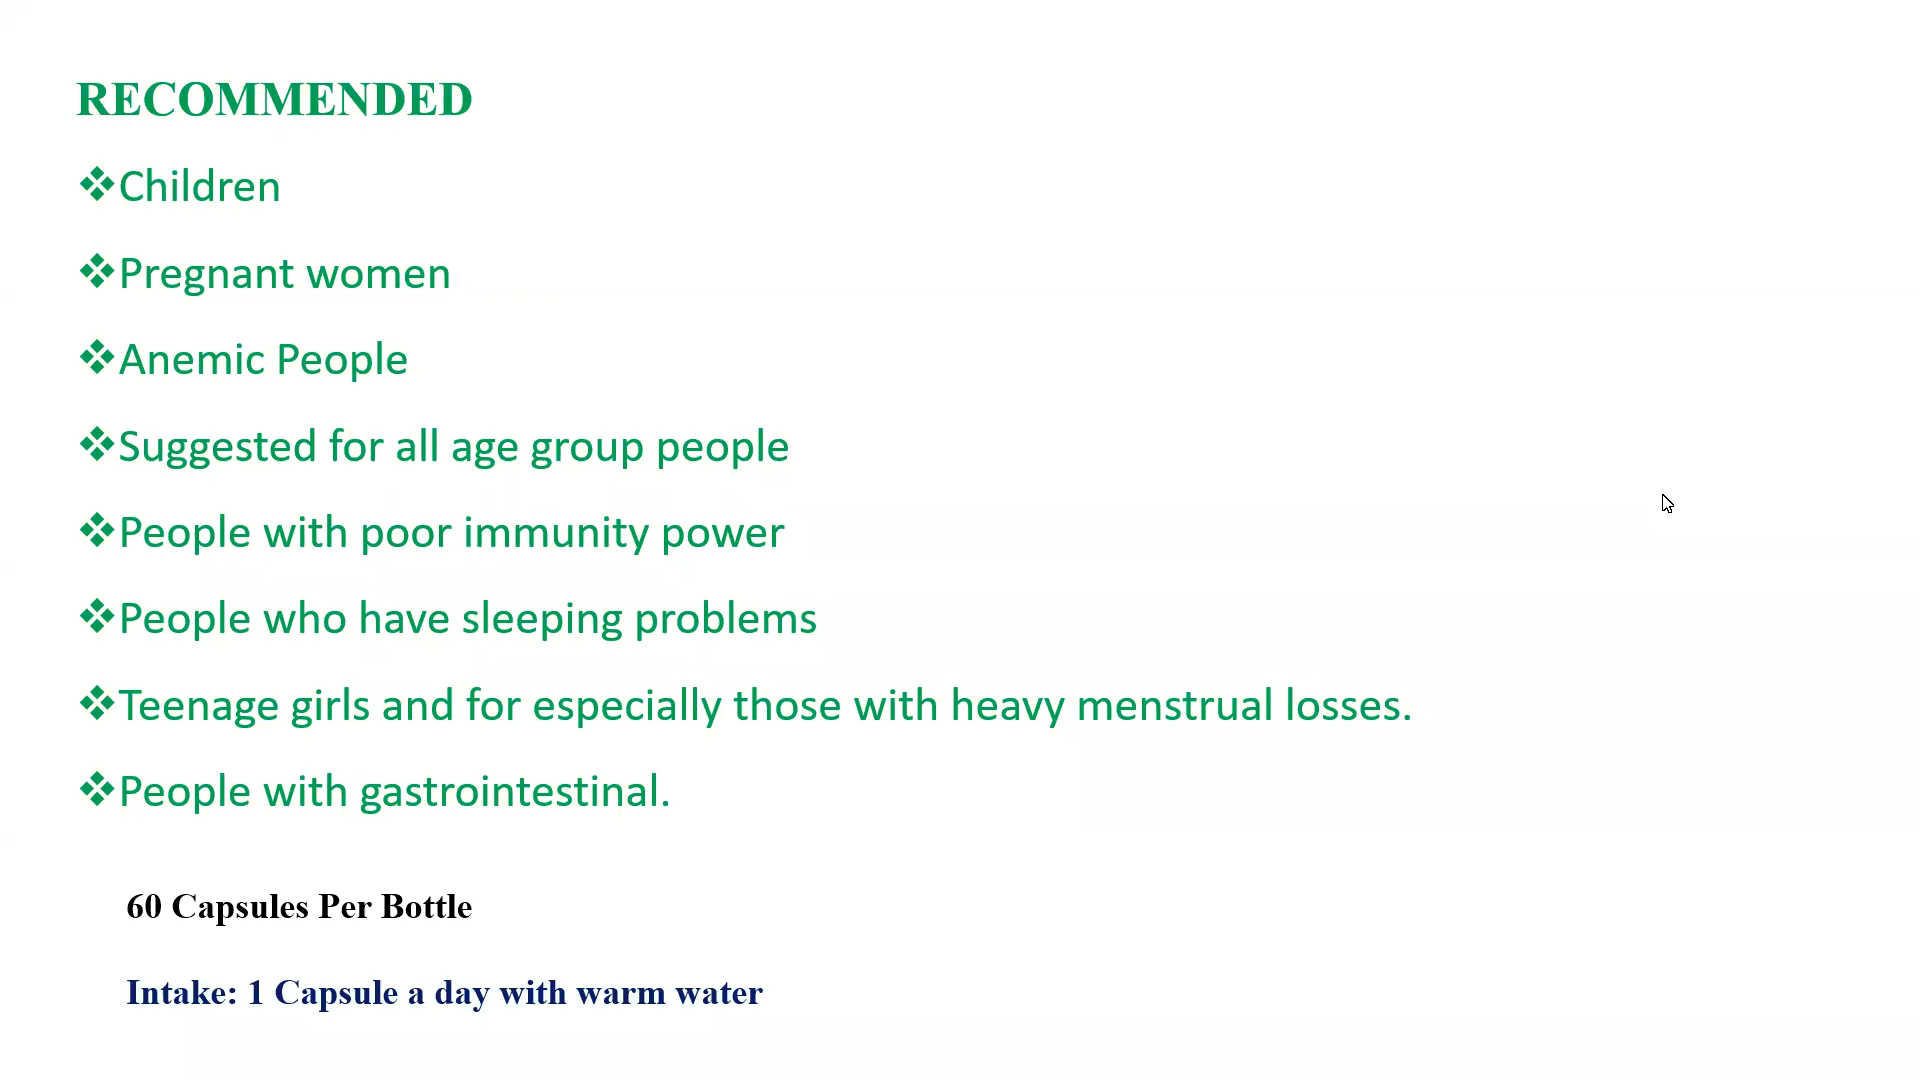 RECOMMENDED
❖Children
❖Pregnant women
❖Anemic People
❖Suggested for all age group people
❖People with poor immunity power
❖People who have sleeping problems
❖Teenage girls and for especially those with heavy menstrual losses.
❖People with gastrointestinal.
60 Capsules Per Bottle
Intake: 1 Capsule a day with warm water